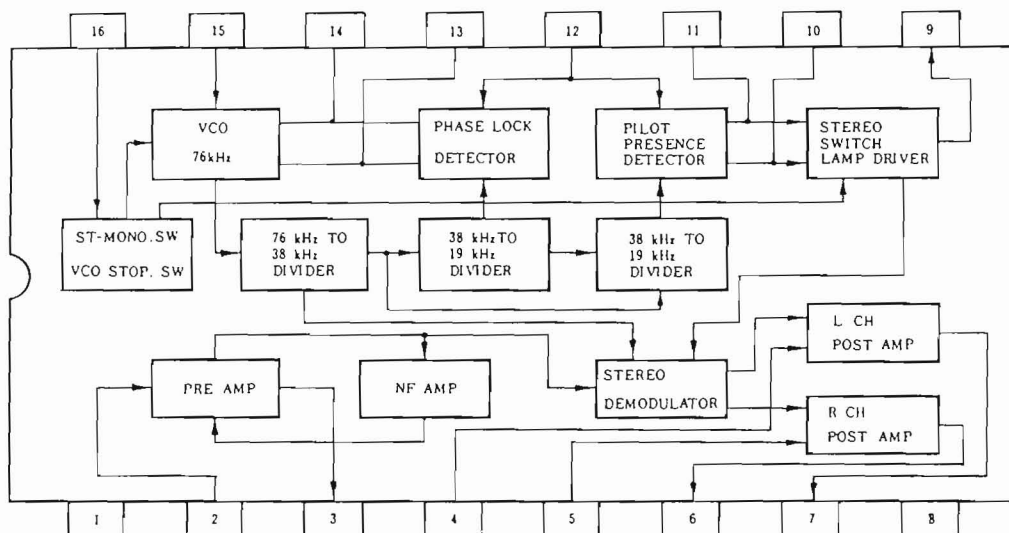 16
15
14
13
12
11
10
9
VCO
76kHz
PHASE LOCK
DETECTOR
PILOT
PRESENCE
DETECTOR
STEREO
SWITCH
LAMP DRIVER
ST-MONO.SW
VCO STOP. SW
76 kHz TO
38 kHz
DIVIDER
38 kHz TO
19 kHz
DIVIDER
38 kHz TO
19 kHz
DIVIDER
L CH
POST AMP
PRE AMP
NF AMP
STEREO
DEMODULATOR
R CH
POST AMP
1
2
3
4
5
6
7
8